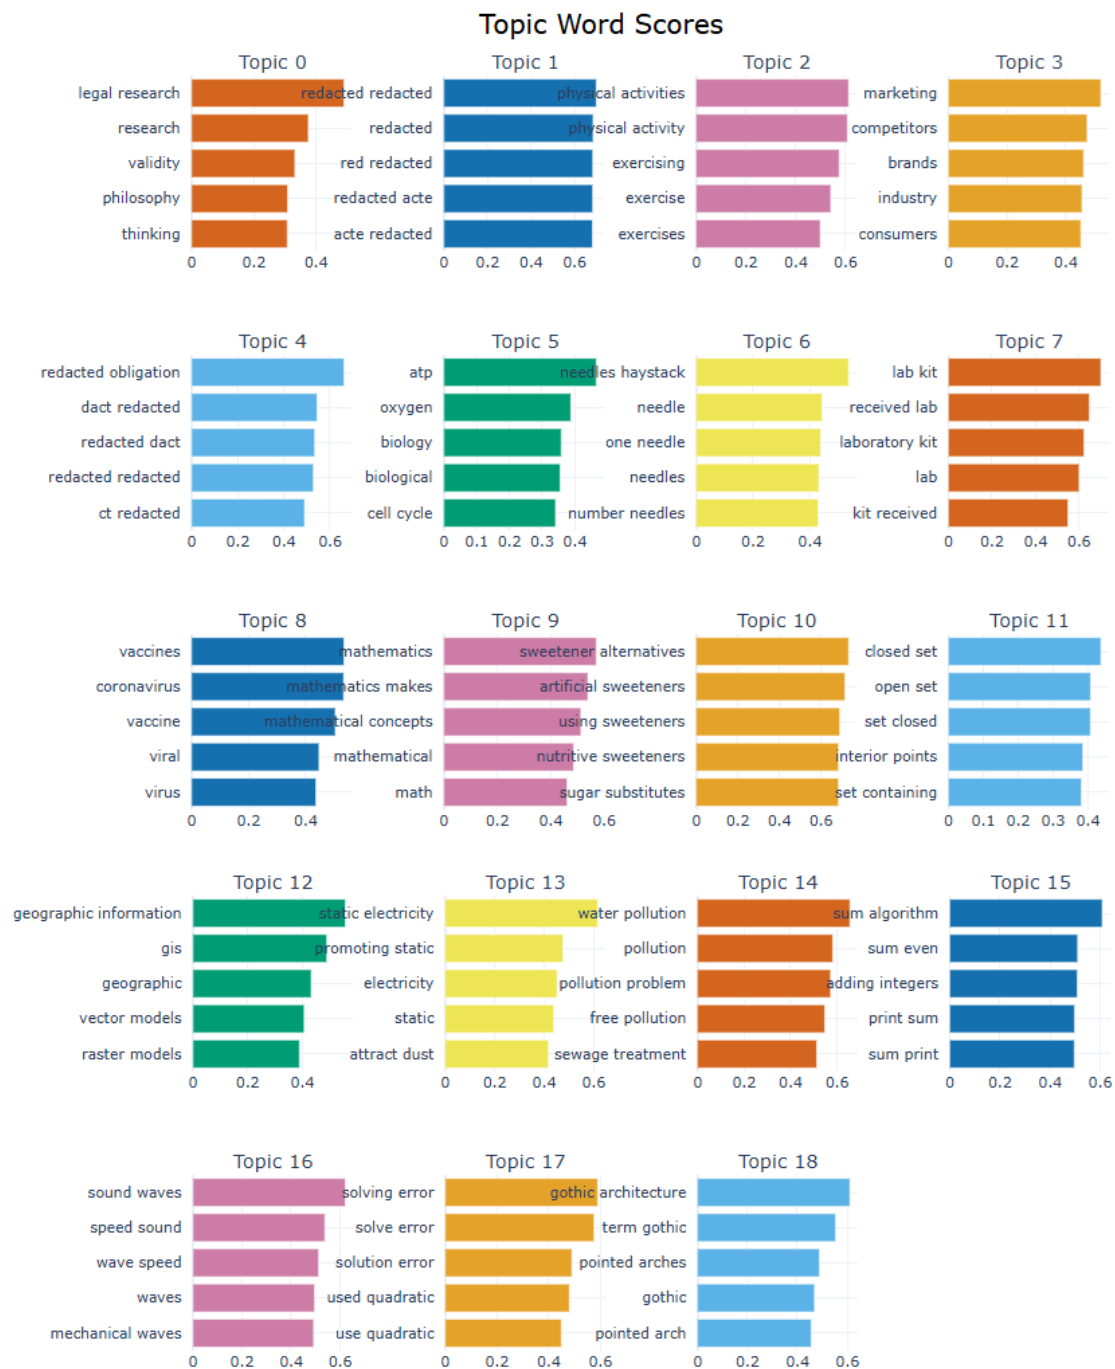 Topic Word Scores
Topic 0
legal research
research
validity
philosophy
thinking
0 0.2 0.4
Topic 1
redacted redacted
redacted
red redacted
redacted acte
acte redacted
0 0.2 0.4 0.6
Topic 2
physical activities
physical activity
exercising
exercise
exercises
0 0.2 0.4 0.6
Topic 3
marketing
competitors
brands
industry
consumers
0 0.2 0.4
Topic 4
redacted obligation
dact redacted
redacted dact
redacted redacted
ct redacted
0 0.2 0.4 0.6
Topic 5
atp
oxygen
biology
biological
cell cycle
0 0.1 0.2 0.3 0.4
Topic 6
needles haystack
needle
one needle
needles
number needles
0 0.2 0.4
Topic 7
lab kit
received lab
laboratory kit
lab
kit received
0 0.2 0.4 0.6
Topic 8
vaccines
coronavirus
vaccine
viral
virus
0 0.2 0.4
Topic 9
mathematics
mathematics makes
mathematical concepts
mathematical
math
0 0.2 0.4 0.6
Topic 10
sweetener alternatives
artificial sweeteners
using sweeteners
nutritive sweeteners
sugar substitutes
0 0.2 0.4 0.6
Topic 11
closed set
open set
set closed
interior points
set containing
0 0.1 0.2 0.3 0.4
Topic 12
geographic information
gis
geographic
vector models
raster models
0 0.2 0.4
Topic 13
static electricity
promoting static
electricity
static
attract dust
0 0.2 0.4 0.6
Topic 14
water pollution
pollution
pollution problem
free pollution
sewage treatment
0 0.2 0.4 0.6
Topic 15
sum algorithm
sum even
adding integers
print sum
sum print
0 0.2 0.4 0.6
Topic 16
sound waves
speed sound
wave speed
waves
mechanical waves
0 0.2 0.4 0.6
Topic 17
solving error
solve error
solution error
used quadratic
use quadratic
0 0.2 0.4 0.6
Topic 18
gothic architecture
term gothic
pointed arches
gothic
pointed arch
0 0.2 0.4 0.6